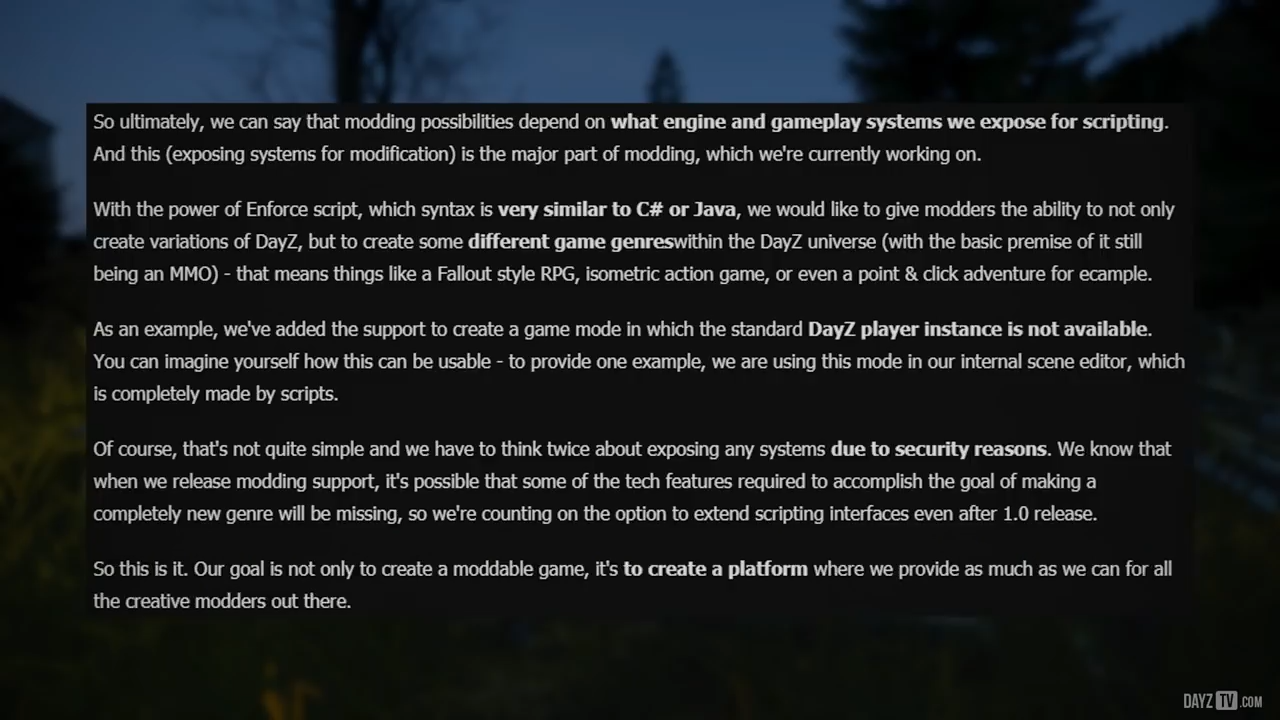 So ultimately, we can say that modding possibilities depend on what engine and gameplay systems we expose for scripting.
And this (exposing systems for modification) is the major part of modding, which we're currently working on.
With the power of Enforce script, which syntax is very similar to C# or Java, we would like to give modders the ability to not only
create variations of DayZ, but to create some different game genreswithin the DayZ universe (with the basic premise of it still
being an MMO) - that means things like a Fallout style RPG, isometric action game, or even a point & click adventure for ecample.
As an example, we've added the support to create a game mode in which the standard DayZ player instance is not available.
You can imagine yourself how this can be usable - to provide one example, we are using this mode in our internal scene editor, which
is completely made by scripts.
Of course, that's not quite simple and we have to think twice about exposing any systems due to security reasons. We know that
when we release modding support, it's possible that some of the tech features required to accomplish the goal of making a
completely new genre will be missing, so we're counting on the option to extend scripting interfaces even after 1.0 release.
So this is it. Our goal is not only to create a moddable game, it's to create a platform where we provide as much as we can for all
the creative modders out there.
DAYZ TV .COM